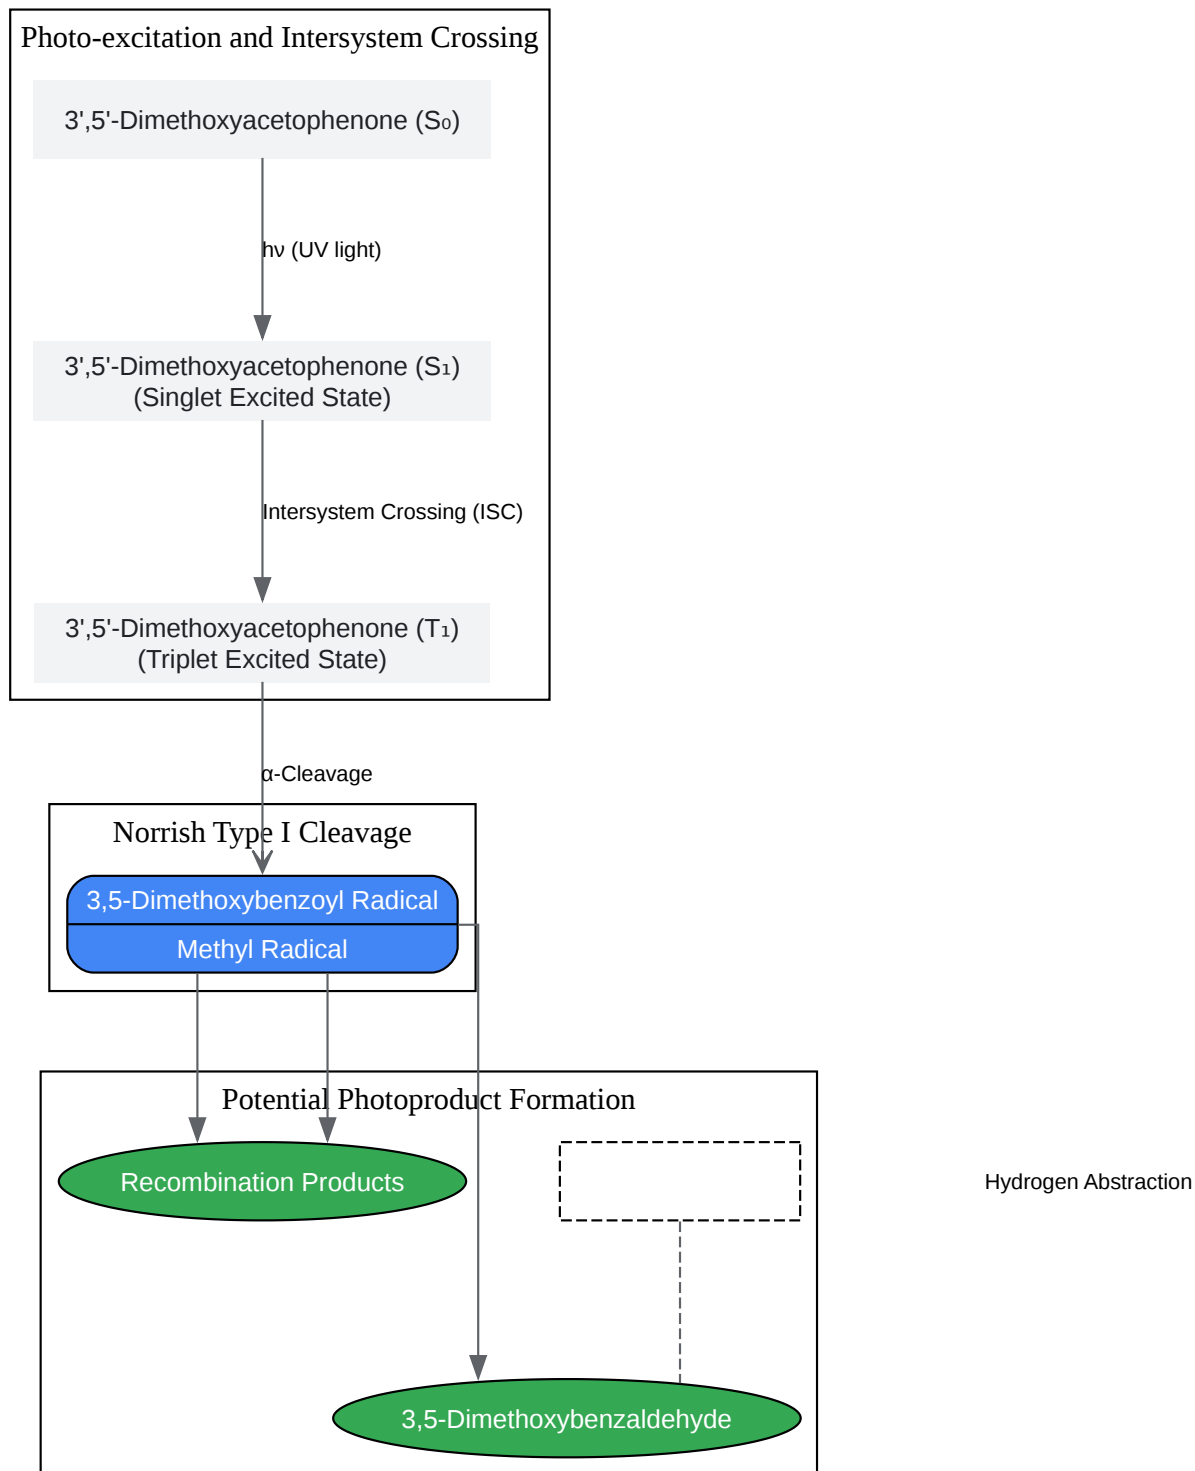 Photo-excitation and Intersystem Crossing
3',5'-Dimethoxyacetophenone (S₀)
hν (UV light)
3',5'-Dimethoxyacetophenone (S₁)
(Singlet Excited State)
Intersystem Crossing (ISC)
3',5'-Dimethoxyacetophenone (T₁)
(Triplet Excited State)
α-Cleavage
Norrish Type I Cleavage
3,5-Dimethoxybenzoyl Radical
Methyl Radical
Potential Photoproduct Formation
Recombination Products
Hydrogen Abstraction
3,5-Dimethoxybenzaldehyde